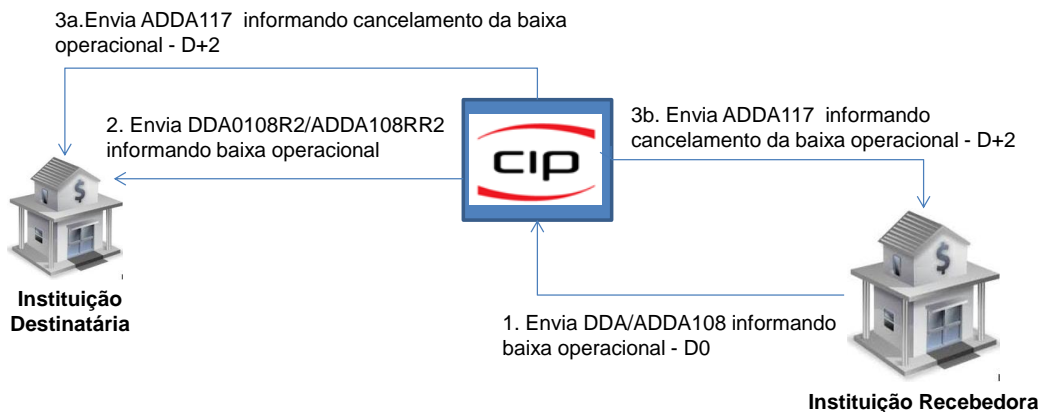 3a.Envia ADDA117 informando cancelamento da baixa
operacional - D+2
2. Envia DDA0108R2/ADDA108RR2
informando baixa operacional
3b. Envia ADDA117 informando
cancelamento da baixa operacional - D+2
CIP
Instituição
Destinatária
1. Envia DDA/ADDA108 informando
baixa operacional - D0
Instituição Recebedora